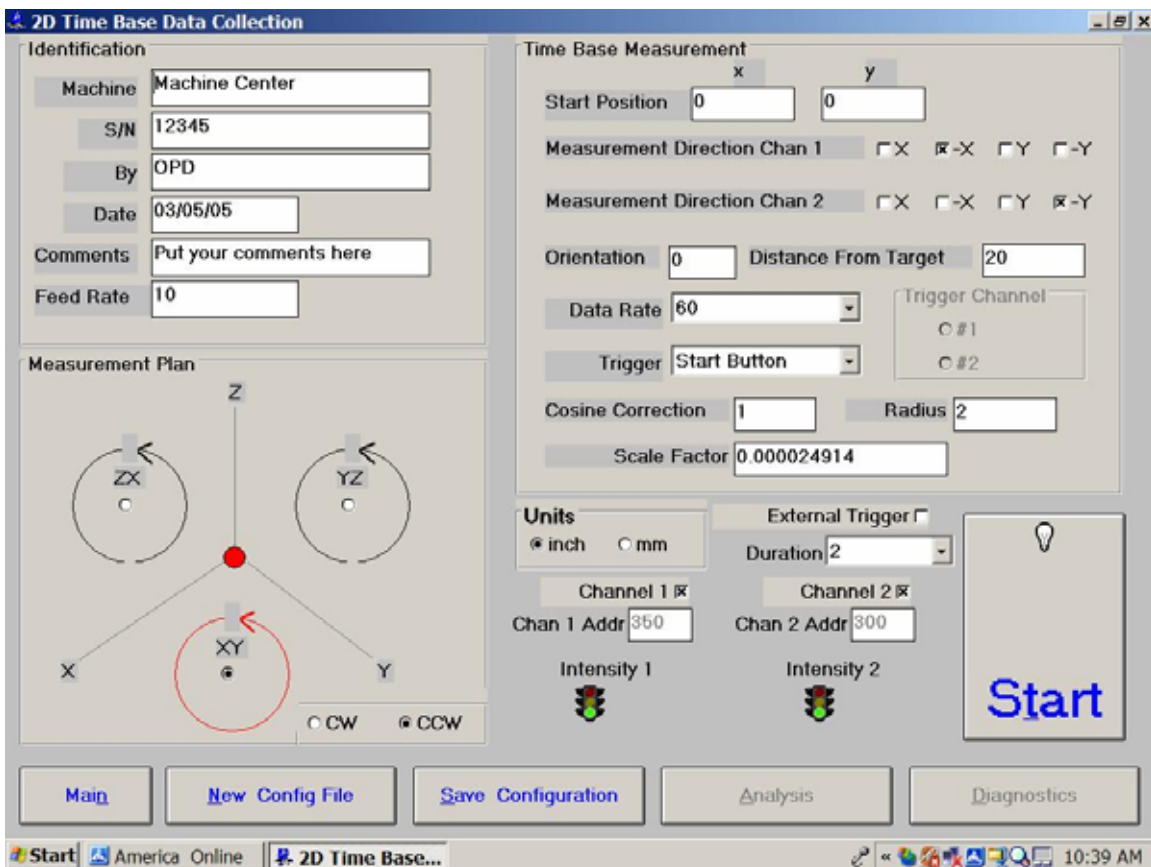 2D Time Base Data Collection
Identification
Machine Machine Center
S/N 12345
By OPD
Date 03/05/05
Comments Put your comments here
Feed Rate 10
Measurement Plan
Z
ZX
YZ
XY
X
Y
CW CCW
Time Base Measurement
x y
Start Position 0 0
Measurement Direction Chan 1 X -X Y -Y
Measurement Direction Chan 2 X -X Y -Y
Orientation 0 Distance From Target 20
Data Rate 60
Trigger Channel
#1
#2
Trigger Start Button
Cosine Correction 1 Radius 2
Scale Factor 0.000024914
Units
inch mm
External Trigger
Duration 2
Channel 1 Channel 2
Chan 1 Addr 350 Chan 2 Addr 300
Intensity 1 Intensity 2
Start
Main New Config File Save Configuration Analysis Diagnostics
Start America Online 2D Time Base... « 10:39 AM